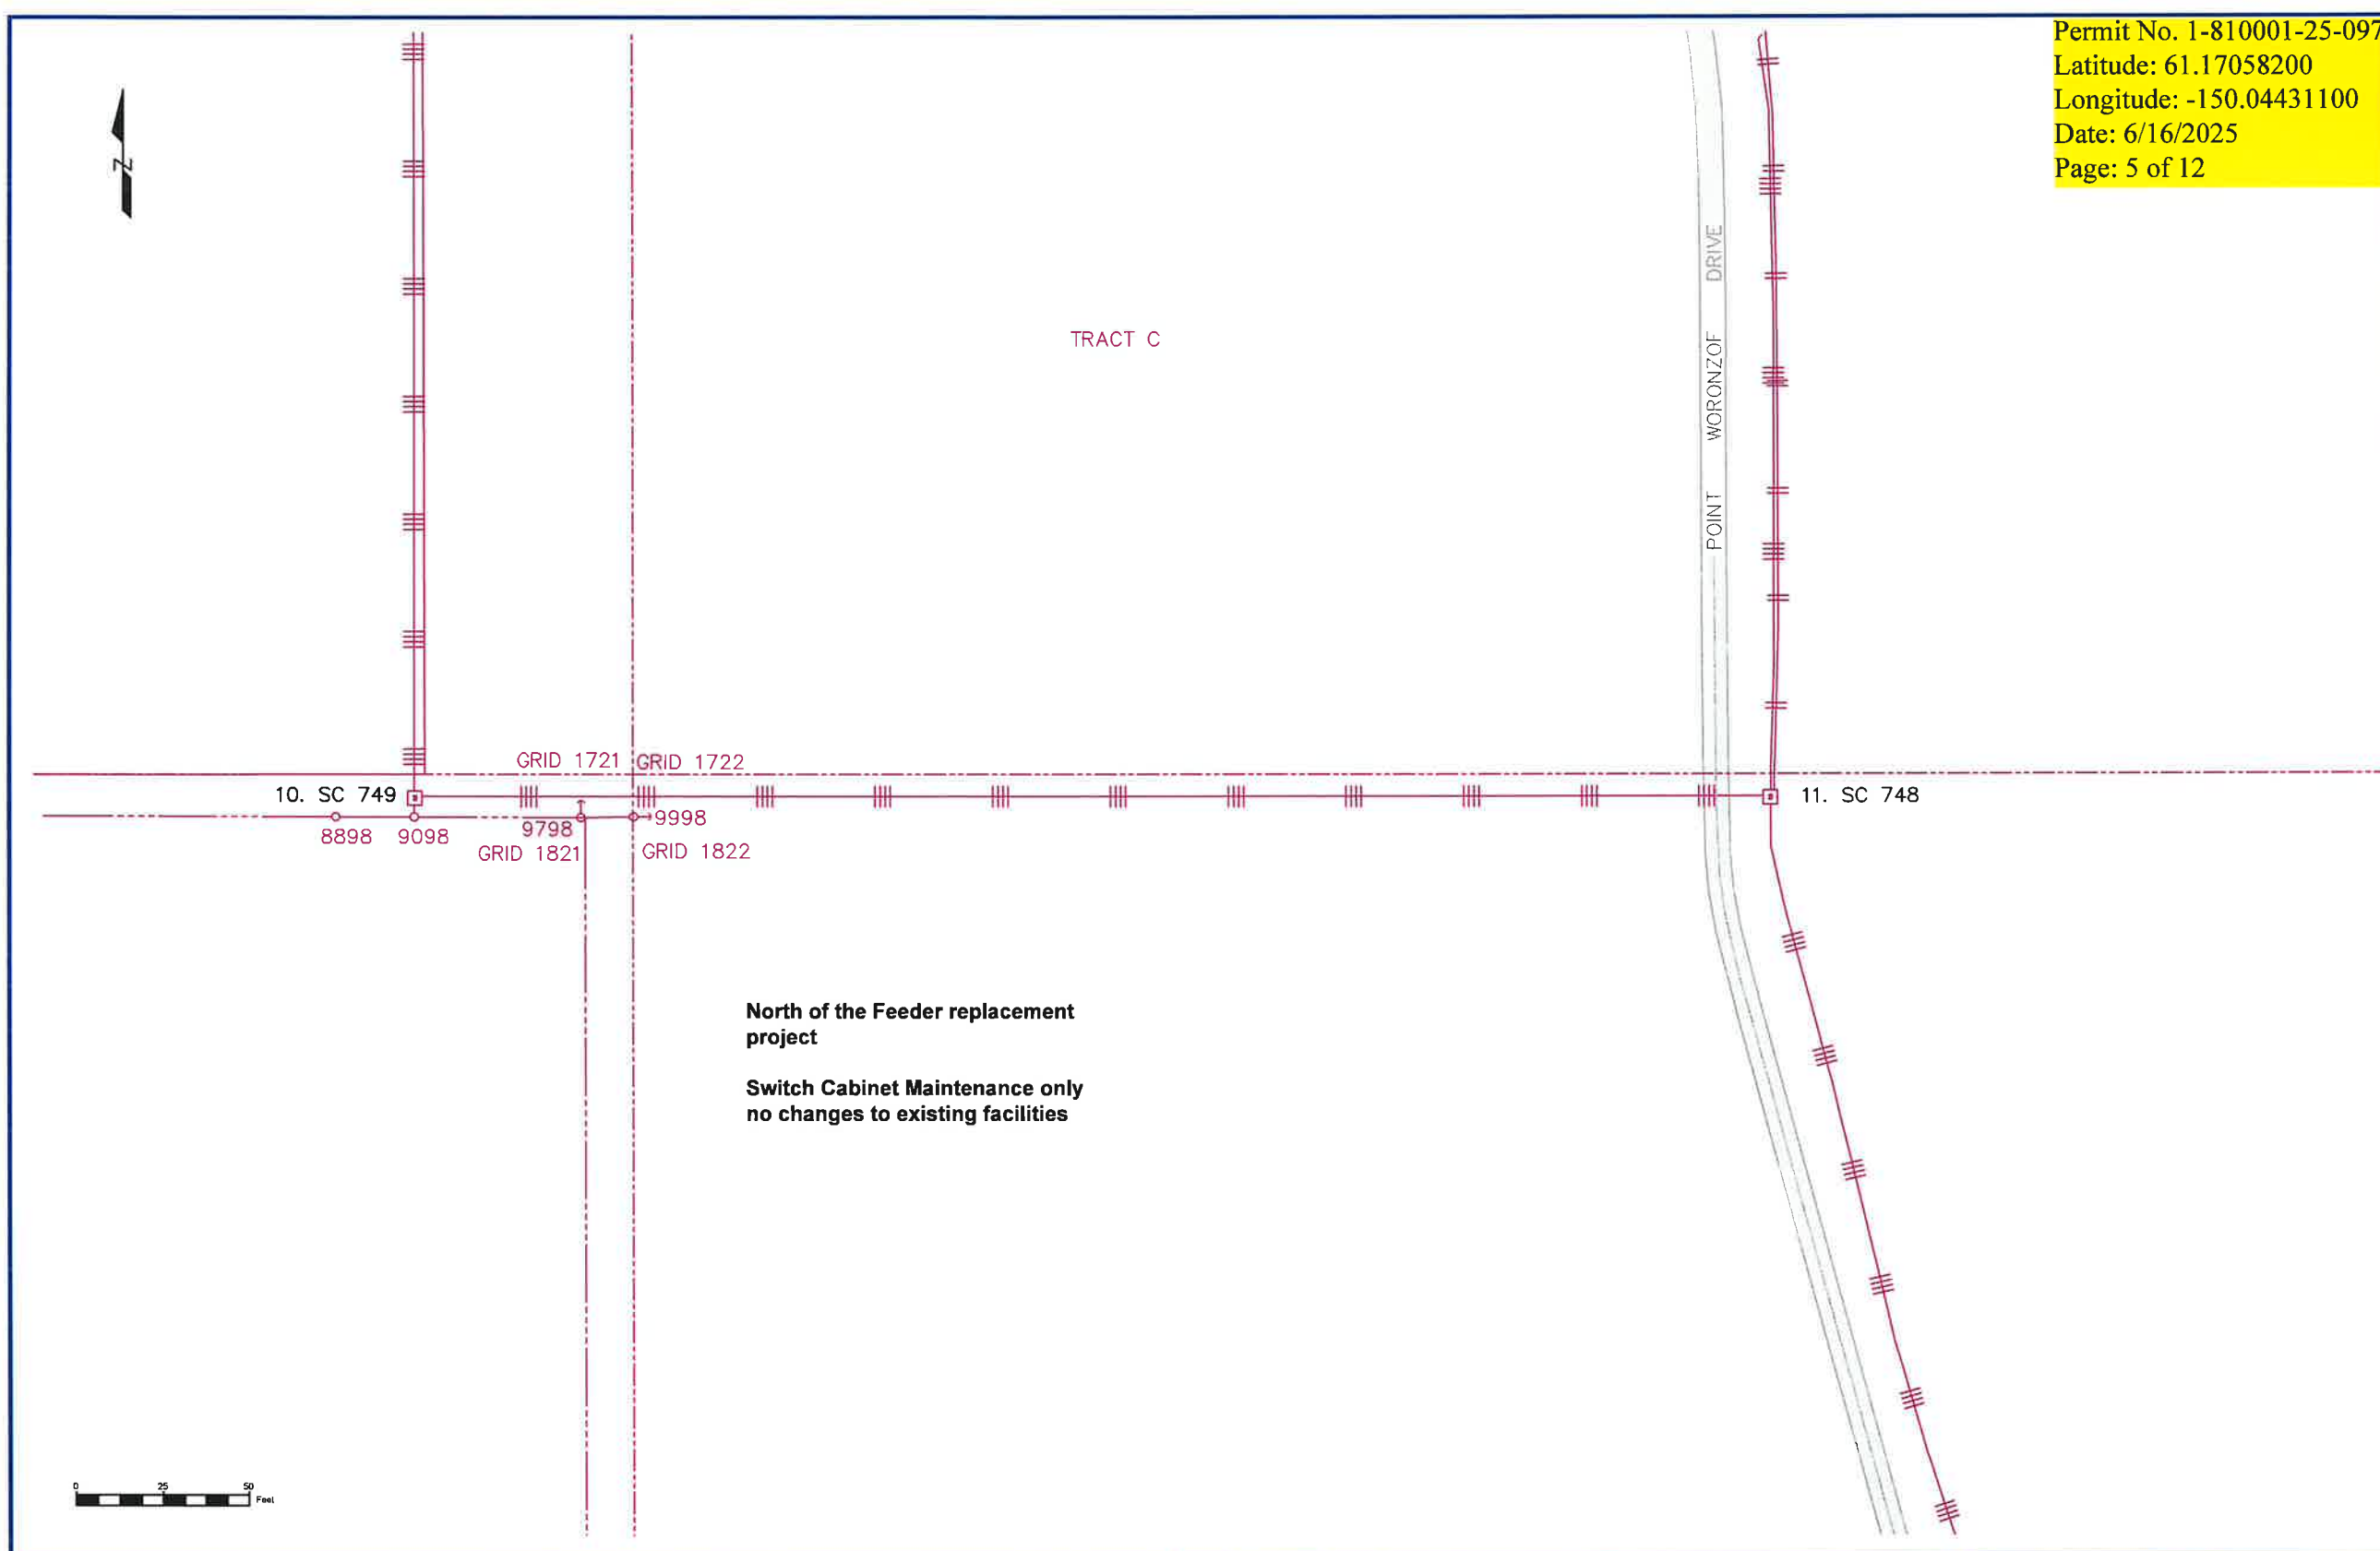 Permit No. 1-810001-25-097
Latitude: 61.17058200
Longitude: -150.04431100
Date: 6/16/2025
Page: 5 of 12
N
TRACT C
POINT WORONZOF DRIVE
GRID 1721 GRID 1722
10. SC 749
11. SC 748
8898 9098 9798 9998
GRID 1821 GRID 1822
North of the Feeder replacement
project
Switch Cabinet Maintenance only
no changes to existing facilities
0 25 50
Feet